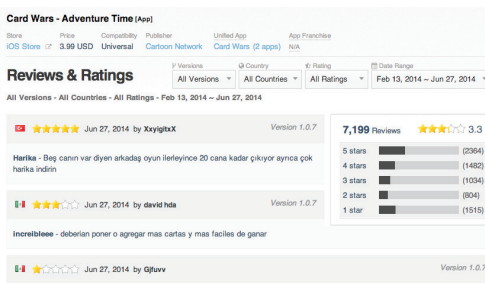 Card Wars - Adventure Time [App]
Store Price Compatibility Publisher Unified App App Franchise
iOS Store 3.99 USD Universal Cartoon Network Card Wars (2 apps) N/A
Reviews & Ratings
Versions Country Rating Date Range
All Versions All Countries All Ratings Feb 13, 2014 ~ Jun 27, 2014
All Versions - All Countries - All Ratings - Feb 13, 2014 ~ Jun 27, 2014
Jun 27, 2014 by XxyigitxX Version 1.0.7
Harika - Beş canın var diyen arkadaş oyun ilerleyince 20 cana kadar çıkıyor ayrıca çok
harika indirin
Jun 27, 2014 by david hda Version 1.0.7
increibleee - deberian poner o agregar mas cartas y mas faciles de ganar
Jun 27, 2014 by Gjfuvv Version 1.0.7
7,199 Reviews 3.3
5 stars (2364)
4 stars (1482)
3 stars (1034)
2 stars (804)
1 star (1515)